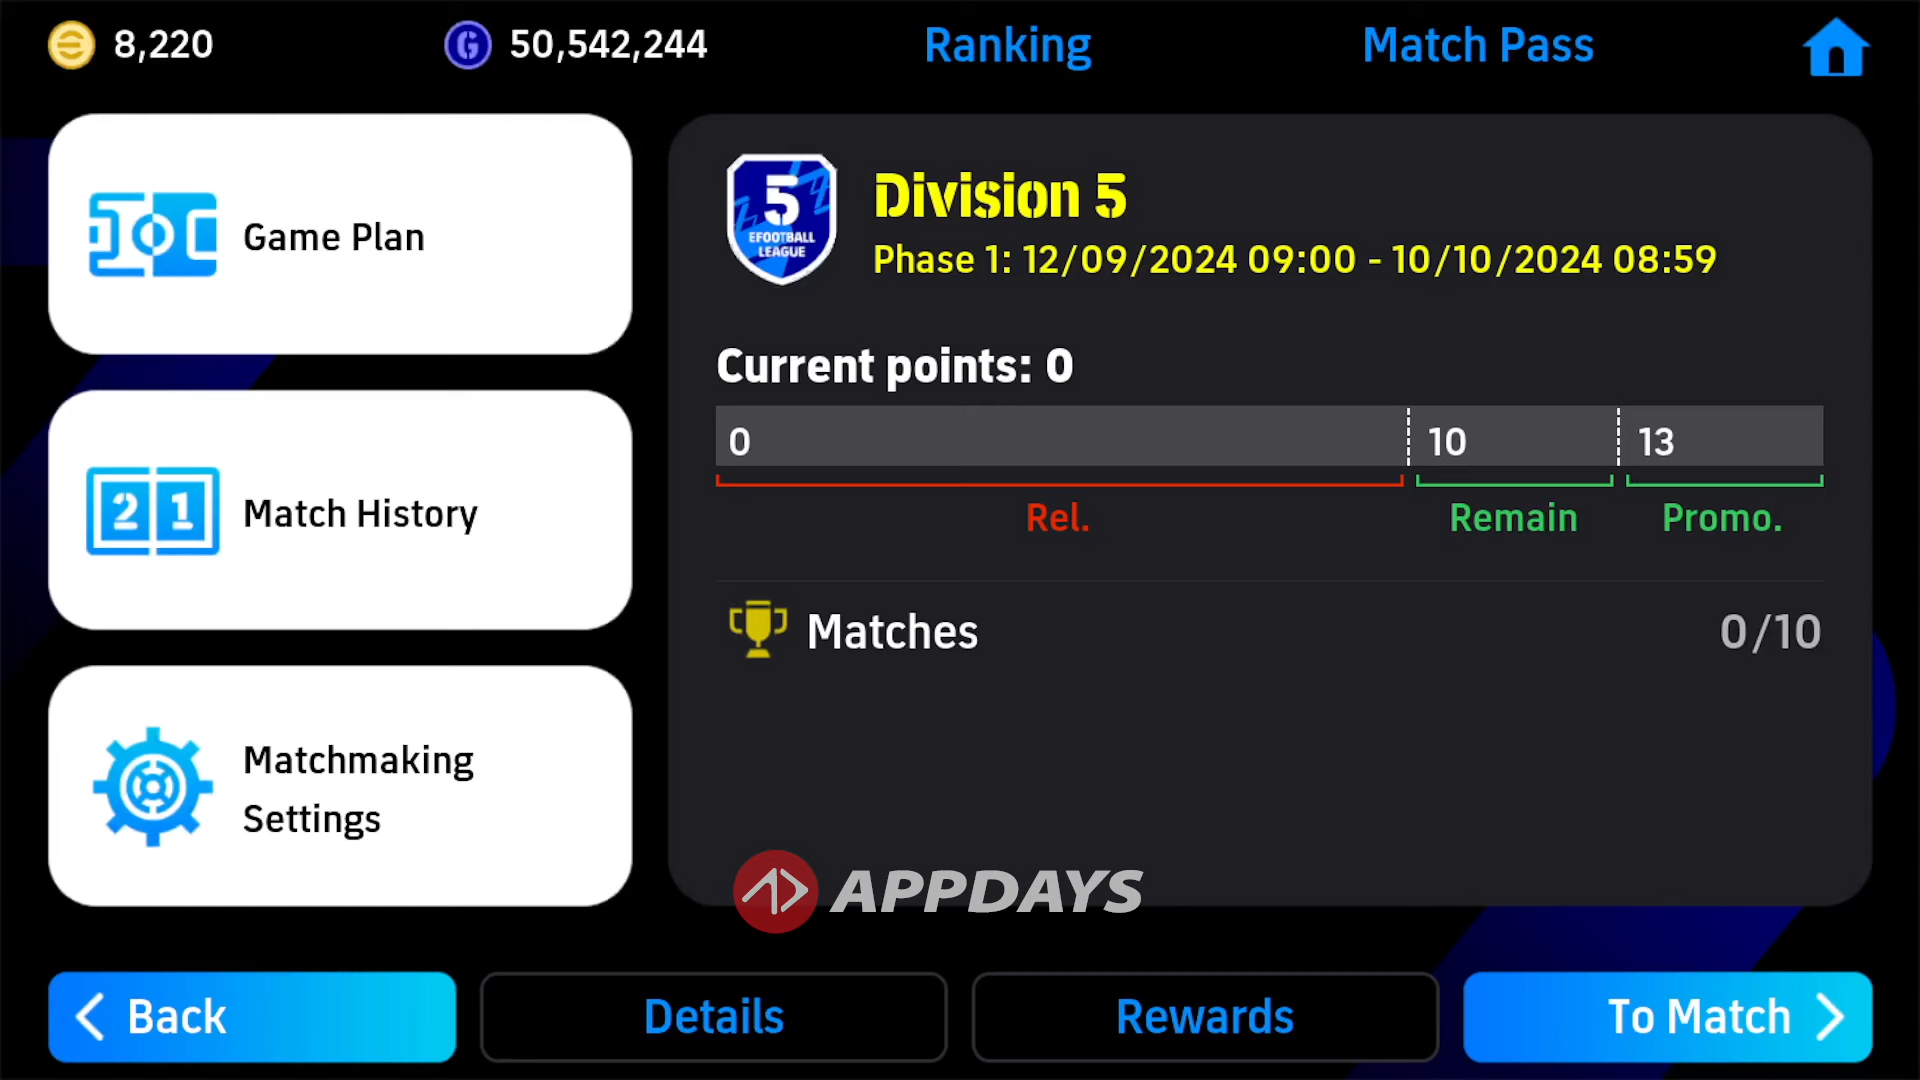 8,220
50,542,244
Ranking
Match Pass
Game Plan
5
EFOOTBALL
LEAGUE
Division 5
Phase 1: 12/09/2024 09:00 - 10/10/2024 08:59
Current points: 0
0
10
13
Rel.
Remain
Promo.
2 1
Match History
Matches
0/10
Matchmaking
Settings
APPDAYS
Back
Details
Rewards
To Match